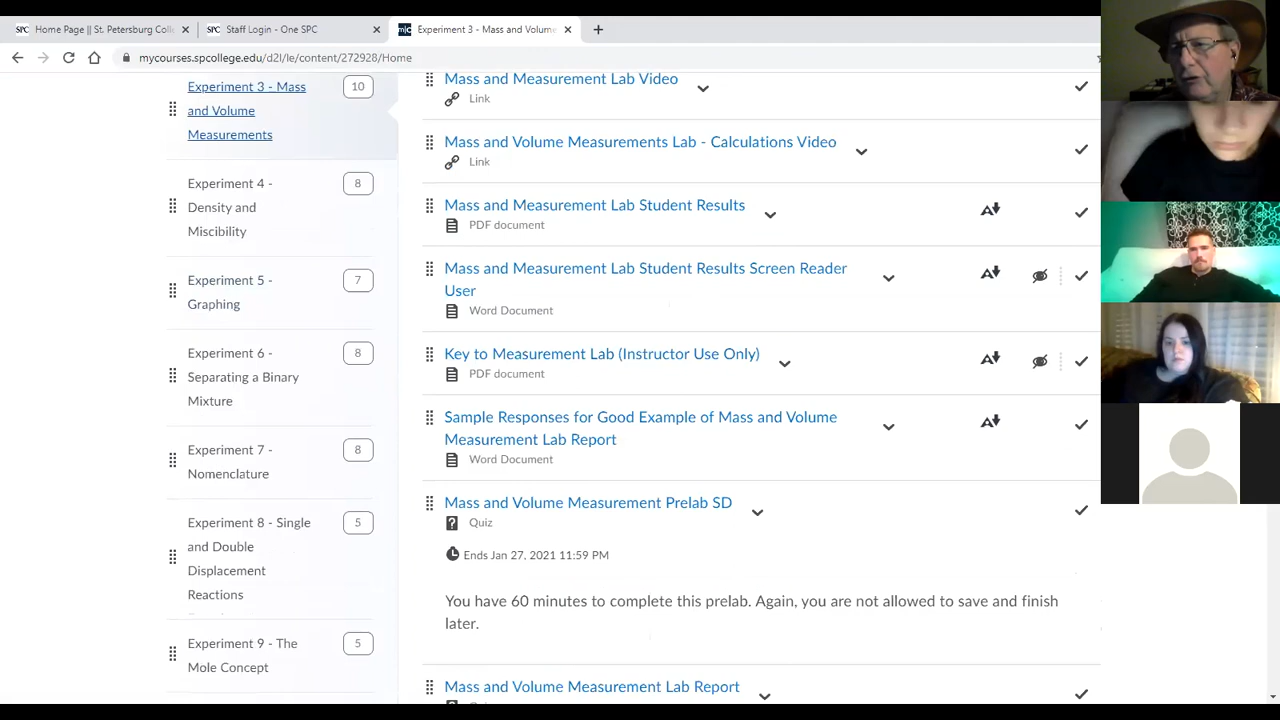 SPC Home Page || St. Petersburg Coll
SPC Staff Login - One SPC
Experiment 3 - Mass and Volume
mycourses.spcollege.edu/d2l/le/content/272928/Home
Experiment 3 - Mass
and Volume
Measurements
10
Experiment 4 -
Density and
Miscibility
8
Experiment 5 -
Graphing
7
Experiment 6 -
Separating a Binary
Mixture
8
Experiment 7 -
Nomenclature
8
Experiment 8 - Single
and Double
Displacement
Reactions
5
Experiment 9 - The
Mole Concept
5
Mass and Measurement Lab Video
Link
Mass and Volume Measurements Lab - Calculations Video
Link
Mass and Measurement Lab Student Results
PDF document
Mass and Measurement Lab Student Results Screen Reader
User
Word Document
Key to Measurement Lab (Instructor Use Only)
PDF document
Sample Responses for Good Example of Mass and Volume
Measurement Lab Report
Word Document
Mass and Volume Measurement Prelab SD
Quiz
Ends Jan 27, 2021 11:59 PM
You have 60 minutes to complete this prelab. Again, you are not allowed to save and finish
later.
Mass and Volume Measurement Lab Report